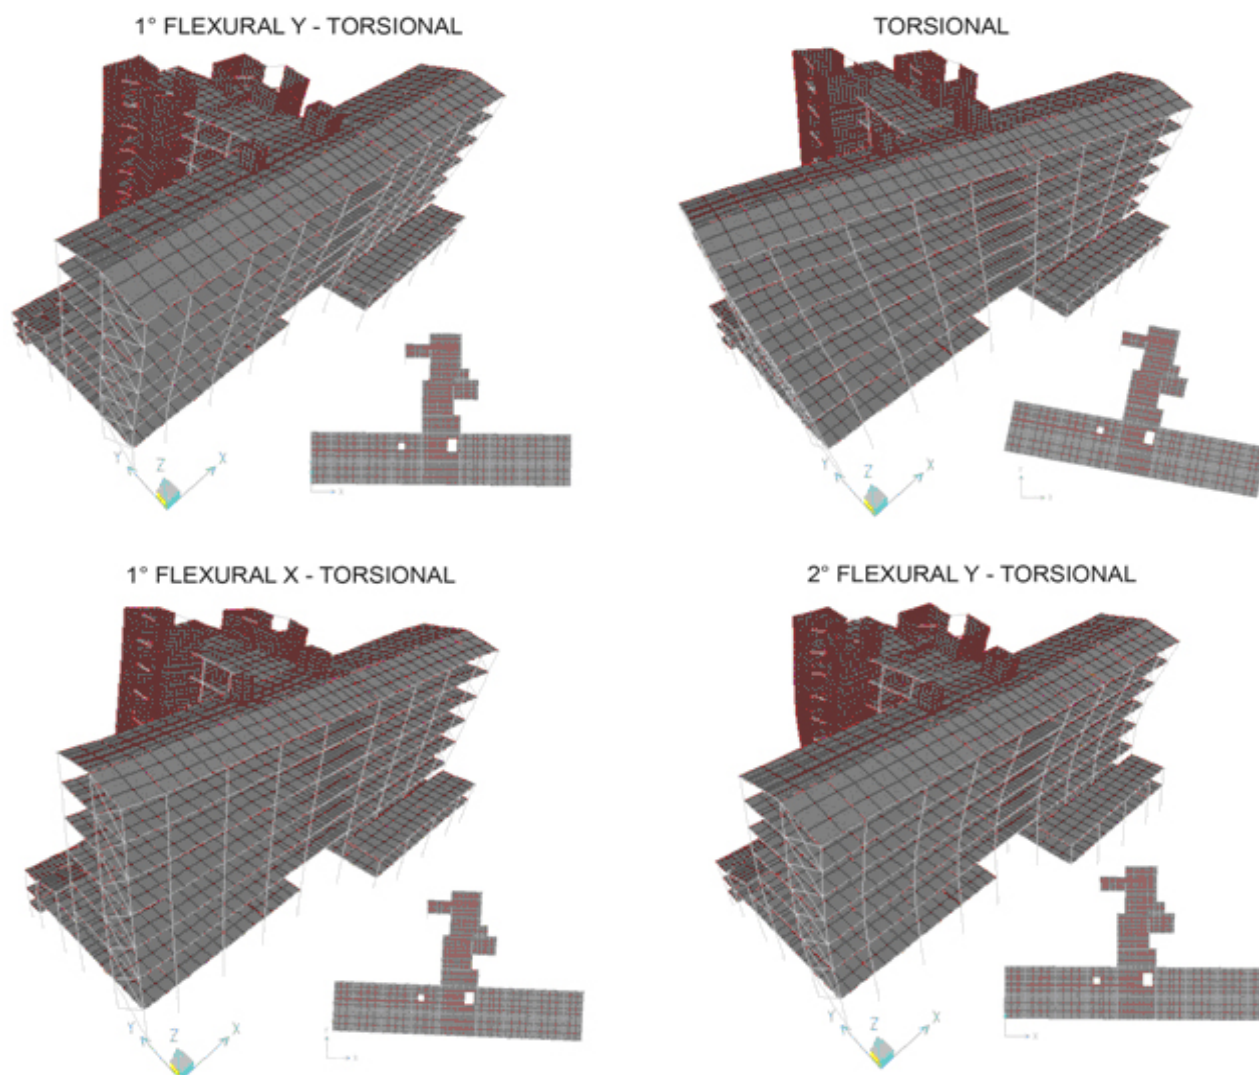 1° FLEXURAL Y - TORSIONAL
TORSIONAL
Y Z X
Y Z X
1° FLEXURAL X - TORSIONAL
2° FLEXURAL Y - TORSIONAL
Y Z X
Y Z X